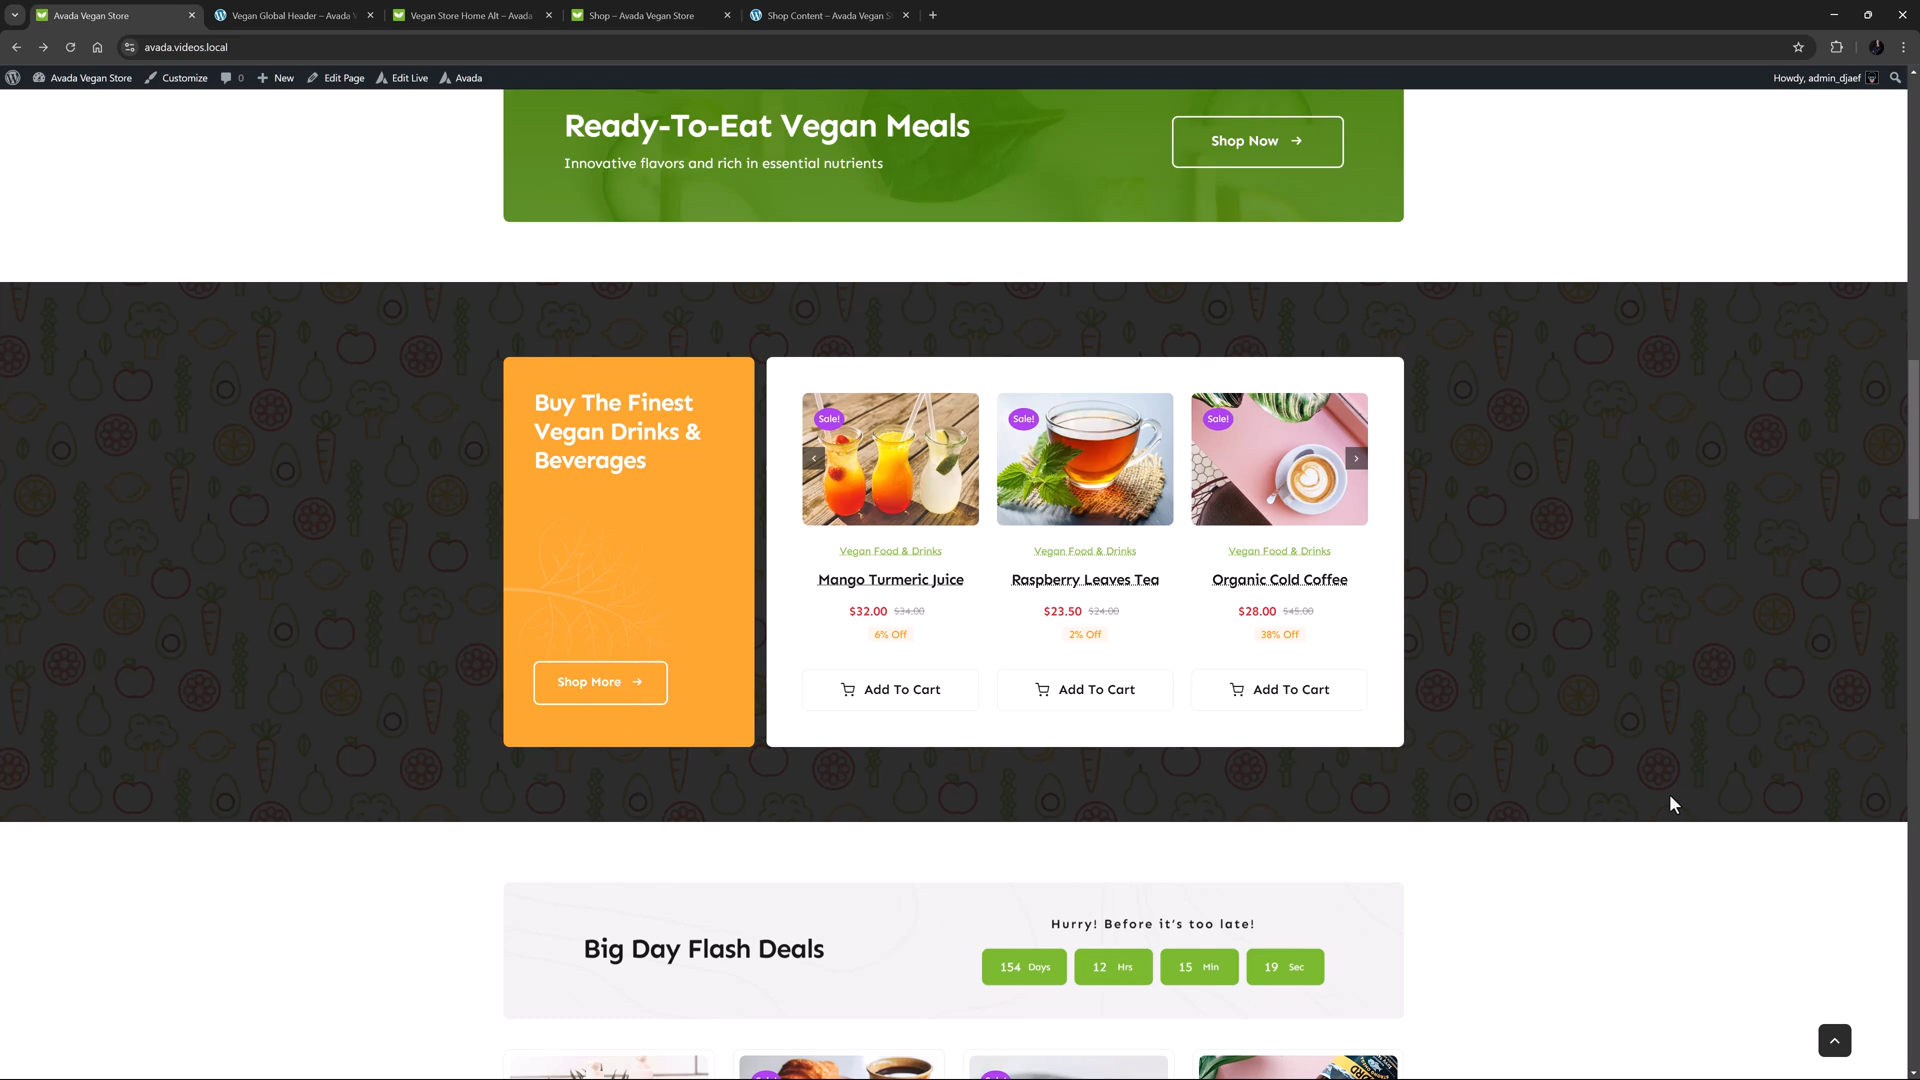 Avada Vegan Store
Vegan Global Header – Avada
Vegan Store Home Alt – Avada
Shop – Avada Vegan Store
Shop Content – Avada Vegan
avada.videos.local
Avada Vegan Store
Customize
0
New
Edit Page
Edit Live
Avada
Howdy, admin_djaef
Ready-To-Eat Vegan Meals
Innovative flavors and rich in essential nutrients
Shop Now
Buy The Finest
Vegan Drinks &
Beverages
Shop More
Sale!
Sale!
Sale!
Vegan Food & Drinks
Vegan Food & Drinks
Vegan Food & Drinks
Mango Turmeric Juice
Raspberry Leaves Tea
Organic Cold Coffee
$32.00 $34.00
$23.50 $24.00
$28.00 $45.00
6% Off
2% Off
38% Off
Add To Cart
Add To Cart
Add To Cart
Big Day Flash Deals
Hurry! Before it's too late!
154 Days
12 Hrs
15 Min
19 Sec